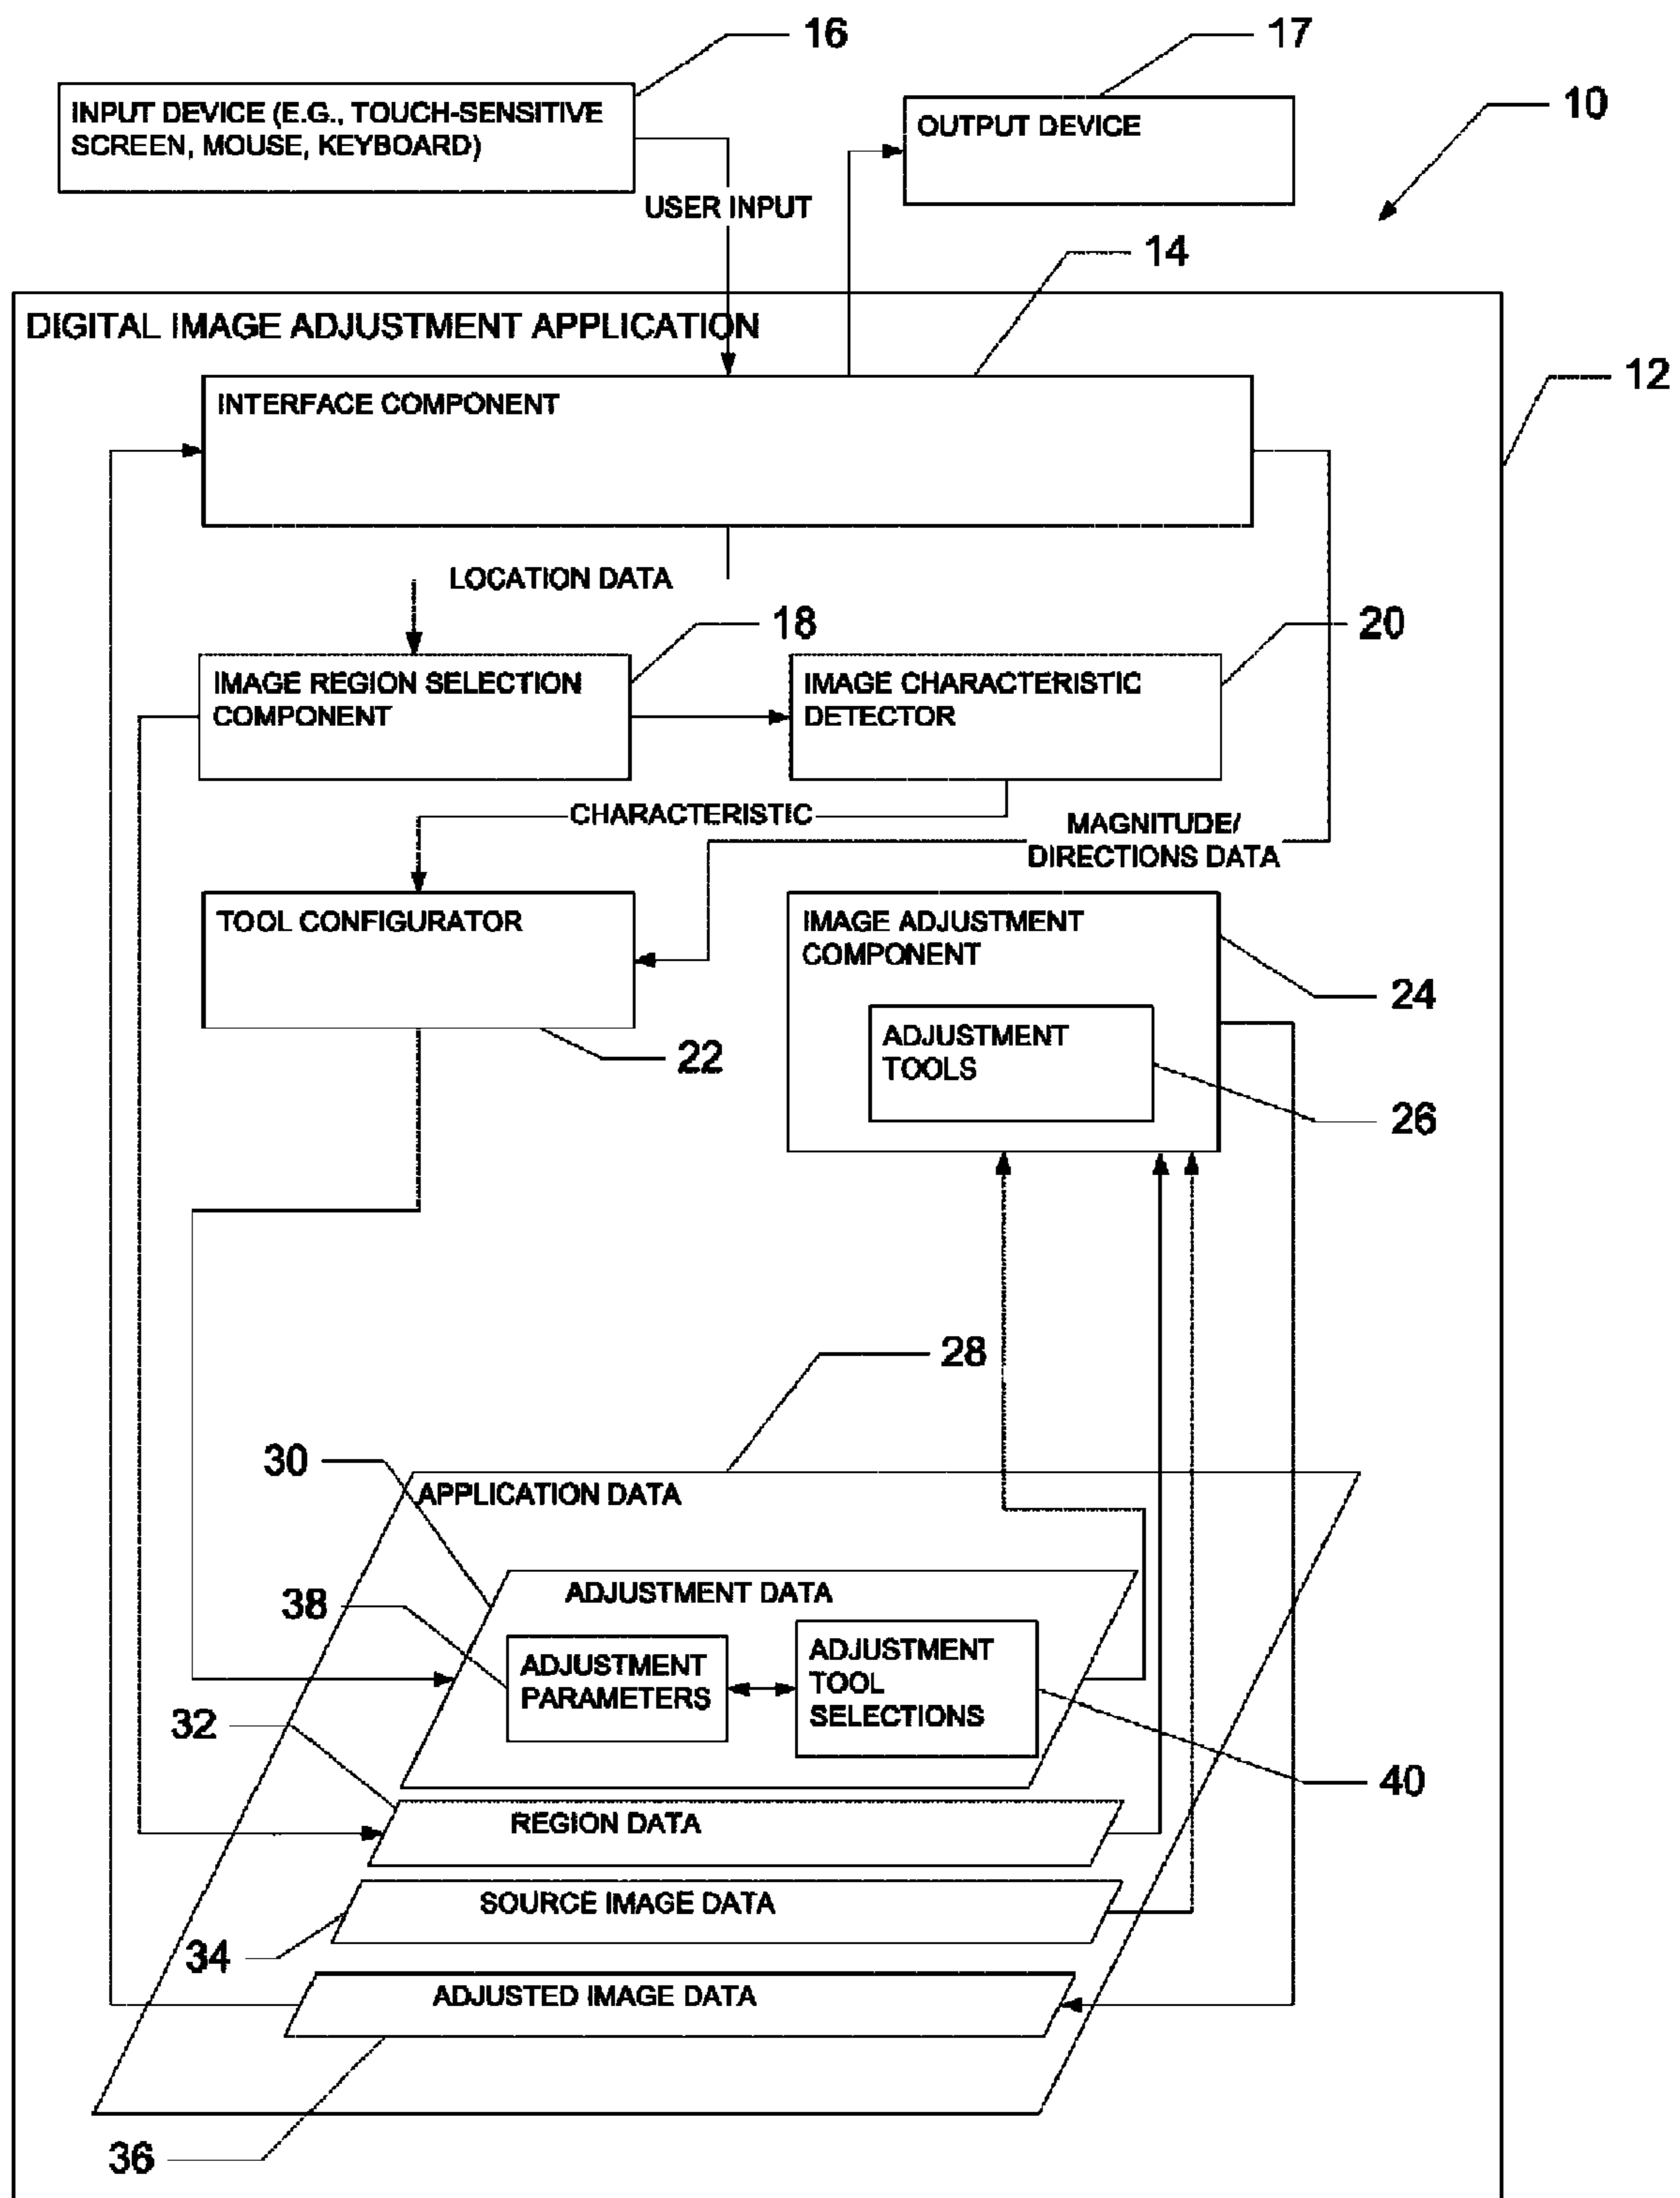 16
17
10
INPUT DEVICE (E.G., TOUCH-SENSITIVE
SCREEN, MOUSE, KEYBOARD)
OUTPUT DEVICE
USER INPUT
14
DIGITAL IMAGE ADJUSTMENT APPLICATION
12
INTERFACE COMPONENT
LOCATION DATA
18
20
IMAGE REGION SELECTION
COMPONENT
IMAGE CHARACTERISTIC
DETECTOR
CHARACTERISTIC
MAGNITUDE/
DIRECTIONS DATA
TOOL CONFIGURATOR
22
IMAGE ADJUSTMENT
COMPONENT
24
ADJUSTMENT
TOOLS
26
28
30
APPLICATION DATA
38
ADJUSTMENT DATA
ADJUSTMENT
PARAMETERS
ADJUSTMENT
TOOL
SELECTIONS
32
40
REGION DATA
SOURCE IMAGE DATA
34
ADJUSTED IMAGE DATA
36